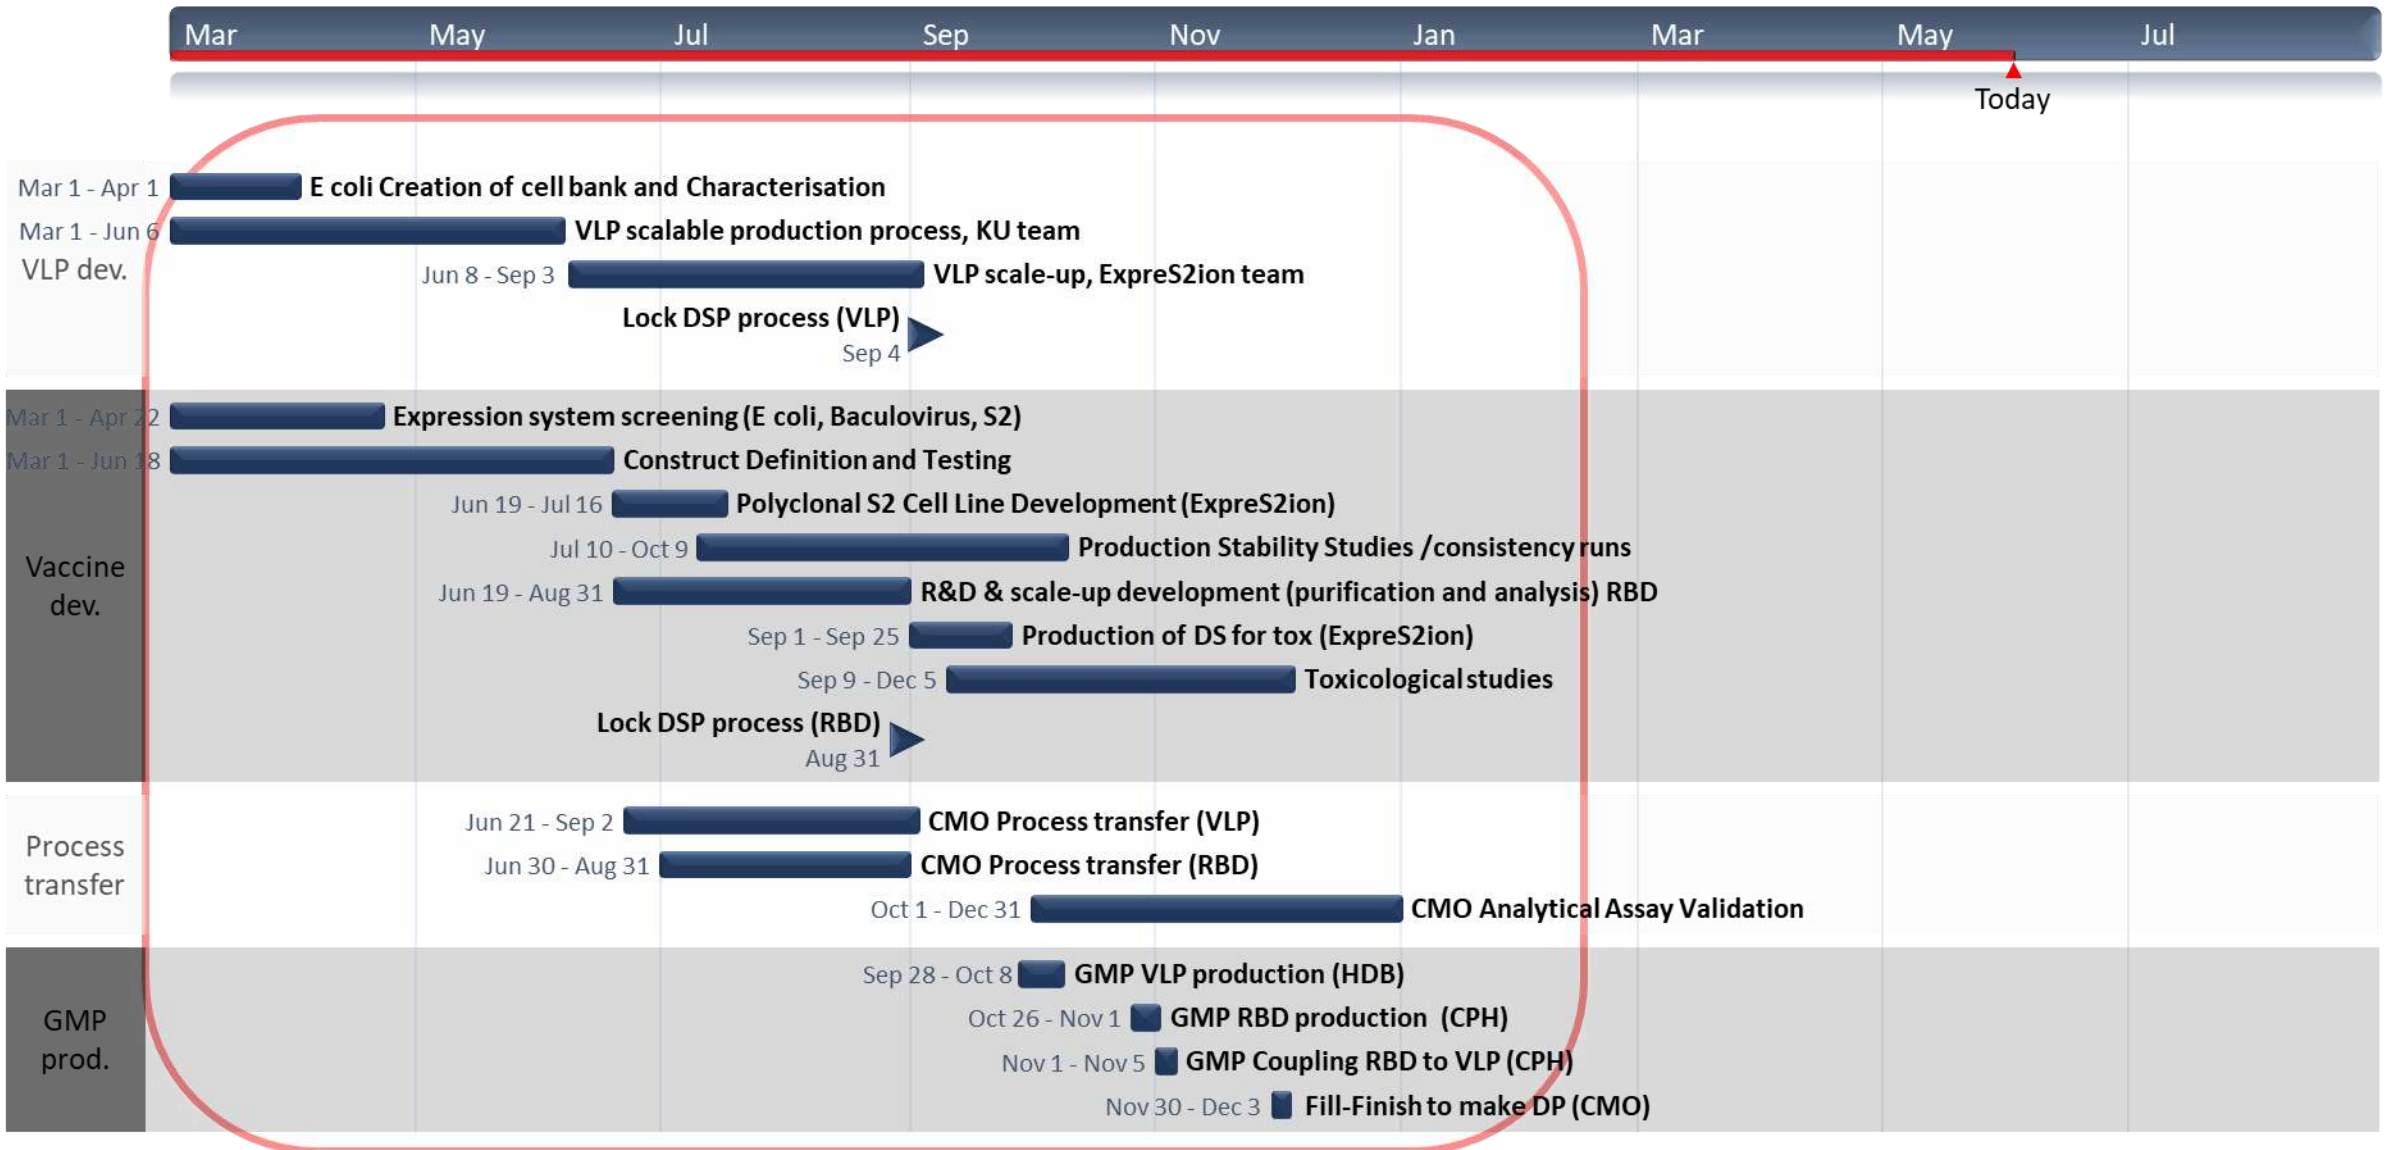 Mar May Jul Sep Nov Jan Mar May Jul
Today
Mar 1 - Apr 1 E coli Creation of cell bank and Characterisation
Mar 1 - Jun 6 VLP scalable production process, KU team
VLP dev.
Jun 8 - Sep 3 VLP scale-up, ExpreS2ion team
Lock DSP process (VLP)
Sep 4
Mar 1 - Apr 22 Expression system screening (E coli, Baculovirus, S2)
Mar 1 - Jun 18 Construct Definition and Testing
Jun 19 - Jul 16 Polyclonal S2 Cell Line Development (ExpreS2ion)
Jul 10 - Oct 9 Production Stability Studies /consistency runs
Vaccine
dev.
Jun 19 - Aug 31 R&D & scale-up development (purification and analysis) RBD
Sep 1 - Sep 25 Production of DS for tox (ExpreS2ion)
Sep 9 - Dec 5 Toxicological studies
Lock DSP process (RBD)
Aug 31
Jun 21 - Sep 2 CMO Process transfer (VLP)
Process
transfer
Jun 30 - Aug 31 CMO Process transfer (RBD)
Oct 1 - Dec 31 CMO Analytical Assay Validation
Sep 28 - Oct 8 GMP VLP production (HDB)
GMP
prod.
Oct 26 - Nov 1 GMP RBD production (CPH)
Nov 1 - Nov 5 GMP Coupling RBD to VLP (CPH)
Nov 30 - Dec 3 Fill-Finish to make DP (CMO)